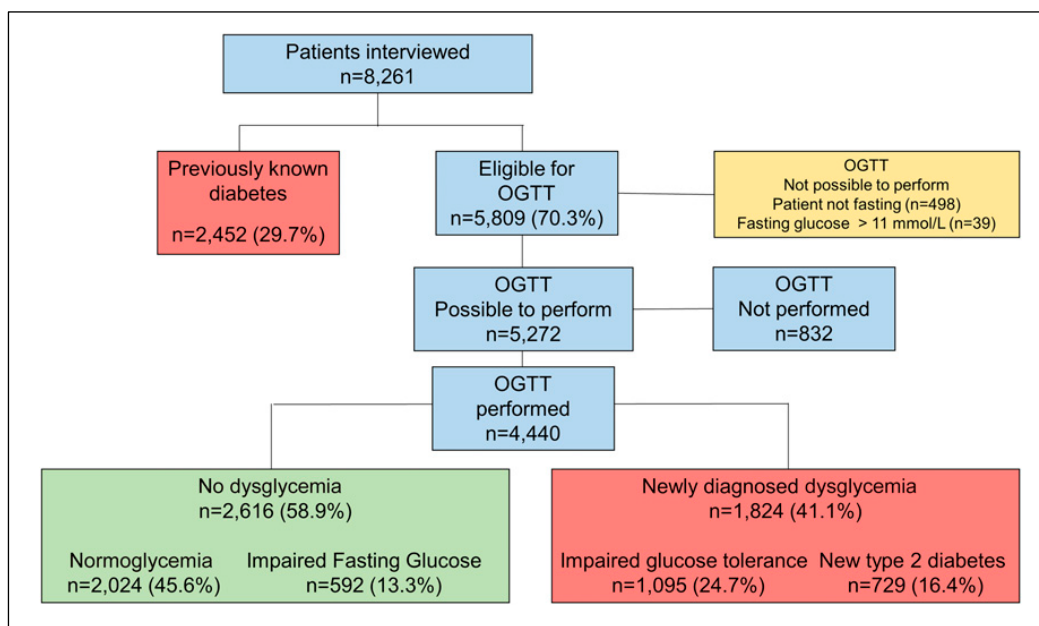 Patients interviewed
n=8,261
Previously known
diabetes
n=2,452 (29.7%)
Eligible for
OGTT
n=5,809 (70.3%)
OGTT
Not possible to perform
Patient not fasting (n=498)
Fasting glucose > 11 mmol/L (n=39)
OGTT
Possible to perform
n=5,272
OGTT
Not performed
n=832
OGTT
performed
n=4,440
No dysglycemia
n=2,616 (58.9%)
Normoglycemia
n=2,024 (45.6%)
Impaired Fasting Glucose
n=592 (13.3%)
Newly diagnosed dysglycemia
n=1,824 (41.1%)
Impaired glucose tolerance
n=1,095 (24.7%)
New type 2 diabetes
n=729 (16.4%)